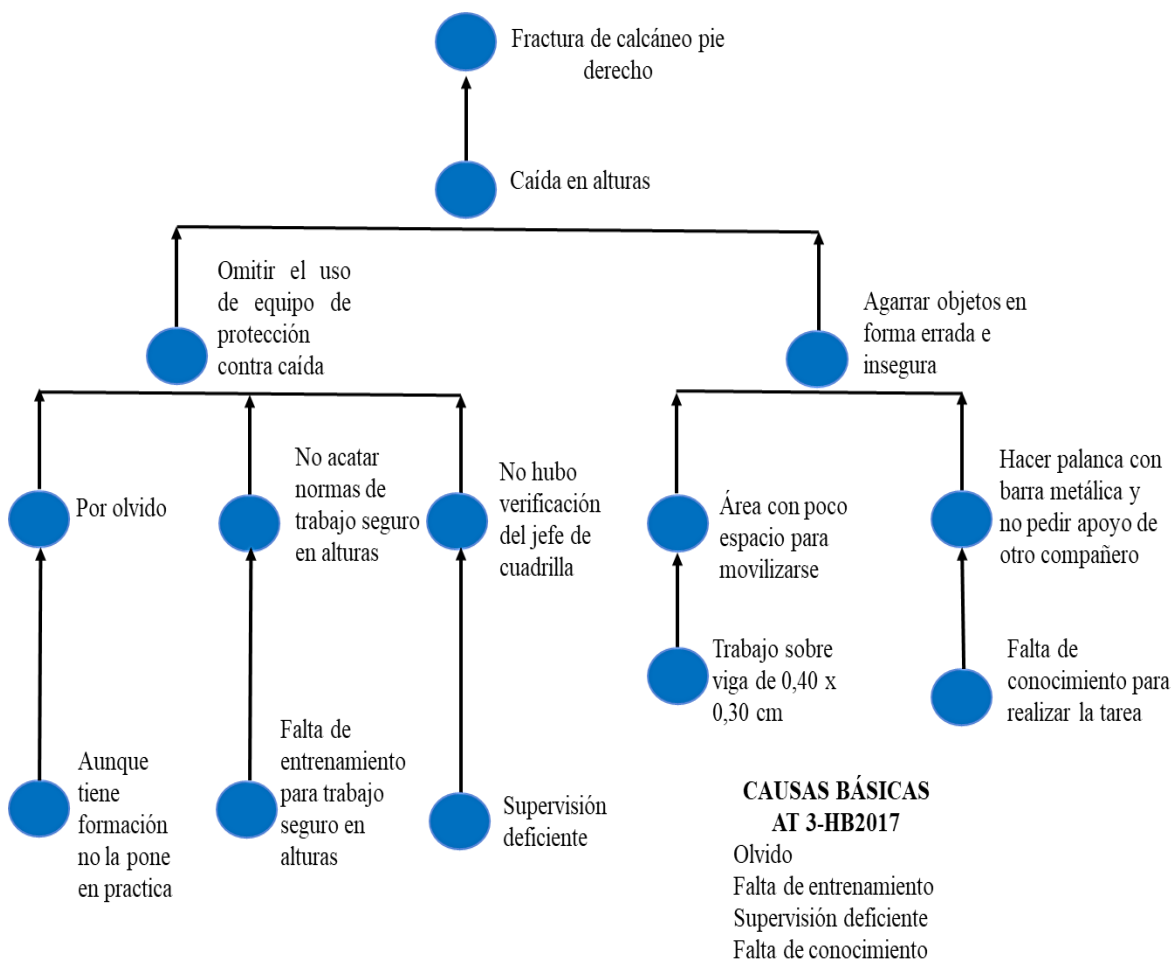 Fractura de calcáneo pie
derecho
Caída en alturas
Omitir el uso
de equipo de
protección
contra caída
Agarrar objetos en
forma errada e
insegura
Por olvido
No acatar
normas de
trabajo seguro
en alturas
No hubo
verificación
del jefe de
cuadrilla
Área con poco
espacio para
movilizarse
Hacer palanca con
barra metálica y
no pedir apoyo de
otro compañero
Trabajo sobre
viga de 0,40 x
0,30 cm
Falta de
conocimiento para
realizar la tarea
Aunque
tiene
formación
no la pone
en practica
Falta de
entrenamiento
para trabajo
seguro en
alturas
Supervisión
deficiente
CAUSAS BÁSICAS
AT 3-HB2017
Olvido
Falta de entrenamiento
Supervisión deficiente
Falta de conocimiento